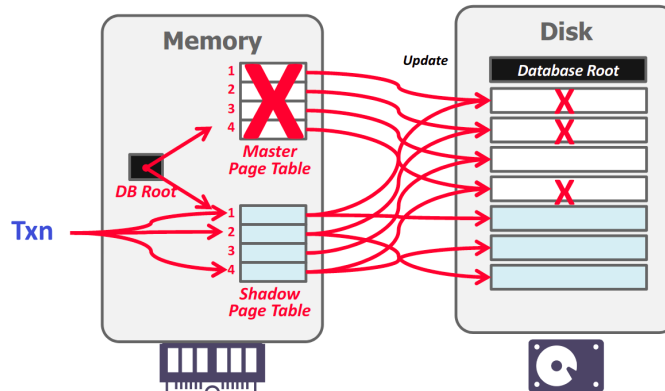 Memory
Disk
Update
Database Root
1
2
3
4
Master
Page Table
DB Root
Txn
1
2
3
4
Shadow
Page Table
X
X
X
X